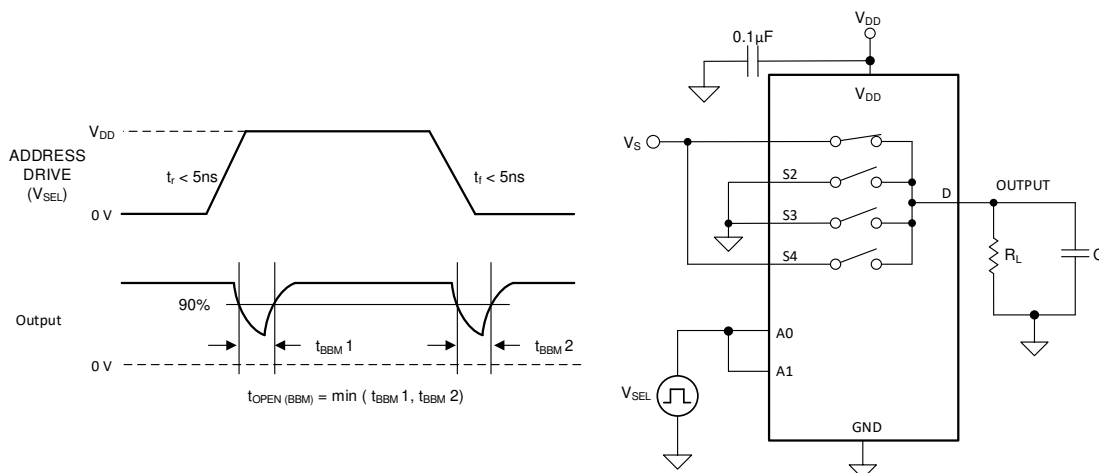 VDD
ADDRESS
DRIVE
(VSEL)
tr < 5ns
tf < 5ns
0 V
90%
Output
tBBM 1
tBBM 2
0 V
tOPEN (BBM) = min ( tBBM 1, tBBM 2)
VDD
0.1µF
VDD
VS
S2
S3
S4
D
OUTPUT
RL
A0
A1
VSEL
GND